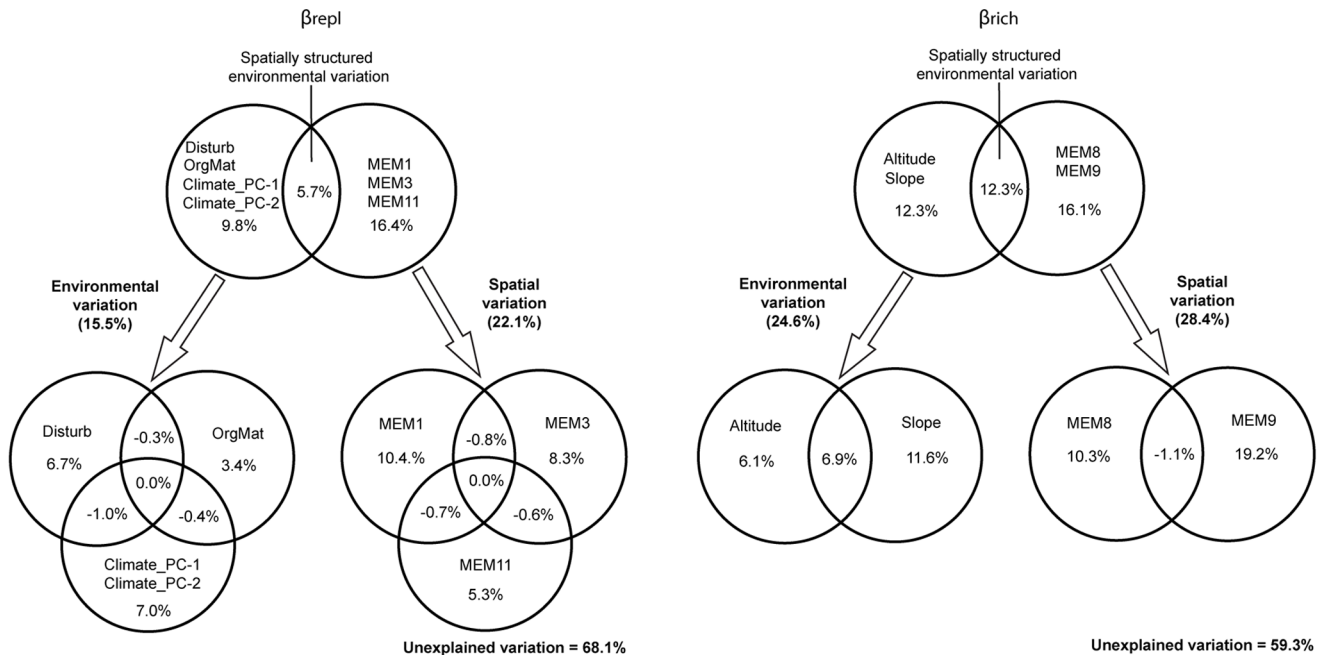 βrepl
Spatially structured
environmental variation
Disturb
OrgMat
Climate_PC-1
Climate_PC-2
9.8%
5.7%
MEM1
MEM3
MEM11
16.4%
Environmental
variation
(15.5%)
Spatial
variation
(22.1%)
Disturb
6.7%
-0.3%
OrgMat
3.4%
0.0%
-1.0%
-0.4%
Climate_PC-1
Climate_PC-2
7.0%
MEM1
10.4.%
-0.8%
MEM3
8.3%
0.0%
-0.7%
-0.6%
MEM11
5.3%
Unexplained variation = 68.1%
βrich
Spatially structured
environmental variation
Altitude
Slope
12.3%
12.3%
MEM8
MEM9
16.1%
Environmental
variation
(24.6%)
Spatial
variation
(28.4%)
Altitude
6.1%
6.9%
Slope
11.6%
MEM8
10.3%
-1.1%
MEM9
19.2%
Unexplained variation = 59.3%